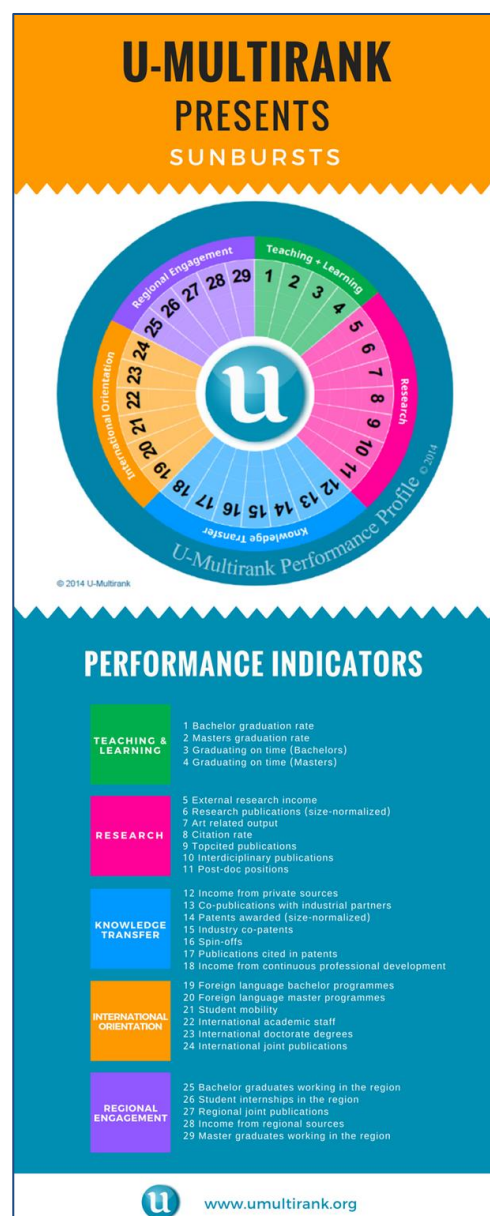 U-MULTIRANK
PRESENTS
SUNBURSTS
Teaching + Learning
Research
Knowledge Transfer
International Orientation
Regional Engagement
1
2
3
4
5
6
7
8
9
10
11
12
13
14
15
16
17
18
19
20
21
22
23
24
25
26
27
28
29
u
U-Multirank Performance Profile © 2014
© 2014 U-Multirank
PERFORMANCE INDICATORS
TEACHING &
LEARNING
1 Bachelor graduation rate
2 Masters graduation rate
3 Graduating on time (Bachelors)
4 Graduating on time (Masters)
RESEARCH
5 External research income
6 Research publications (size-normalized)
7 Art related output
8 Citation rate
9 Topcited publications
10 Interdiciplinary publications
11 Post-doc positions
KNOWLEDGE
TRANSFER
12 Income from private sources
13 Co-publications with industrial partners
14 Patents awarded (size-normalized)
15 Industry co-patents
16 Spin-offs
17 Publications cited in patents
18 Income from continuous professional development
INTERNATIONAL
ORIENTATION
19 Foreign language bachelor programmes
20 Foreign language master programmes
21 Student mobility
22 International academic staff
23 International doctorate degrees
24 International joint publications
REGIONAL
ENGAGEMENT
25 Bachelor graduates working in the region
26 Student internships in the region
27 Regional joint publications
28 Income from regional sources
29 Master graduates working in the region
u
www.umultirank.org